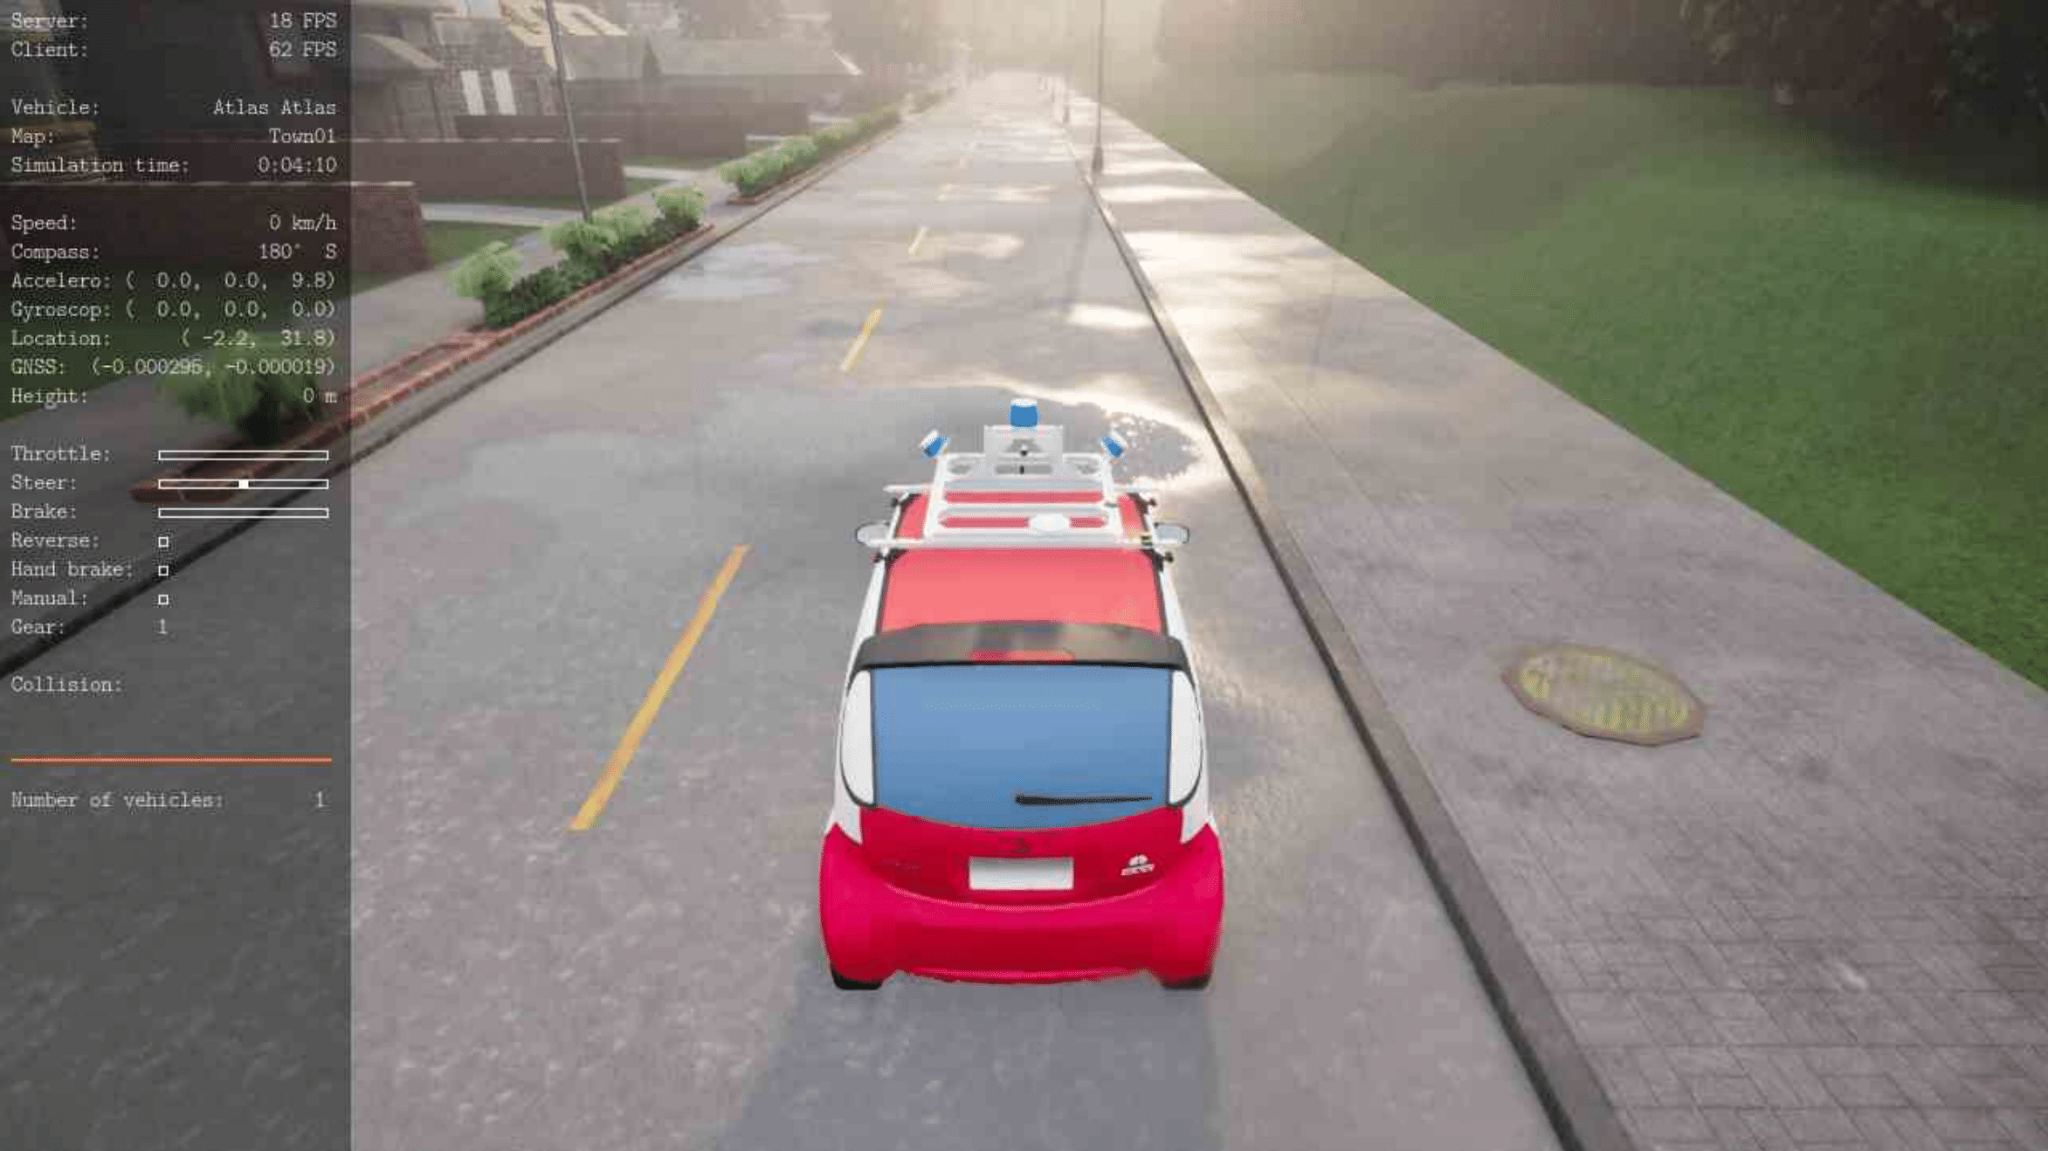 Server: 18 FPS
Client: 62 FPS
Vehicle: Atlas Atlas
Map: Town01
Simulation time: 0:04:10
Speed: 0 km/h
Compass: 180° S
Accelero: ( 0.0, 0.0, 9.8)
Gyroscop: ( 0.0, 0.0, 0.0)
Location: ( -2.2, 31.8)
GNSS: (-0.000295, -0.000019)
Height: 0 m
Throttle:
Steer:
Brake:
Reverse:
Hand brake:
Manual:
Gear: 1
Collision:
Number of vehicles: 1